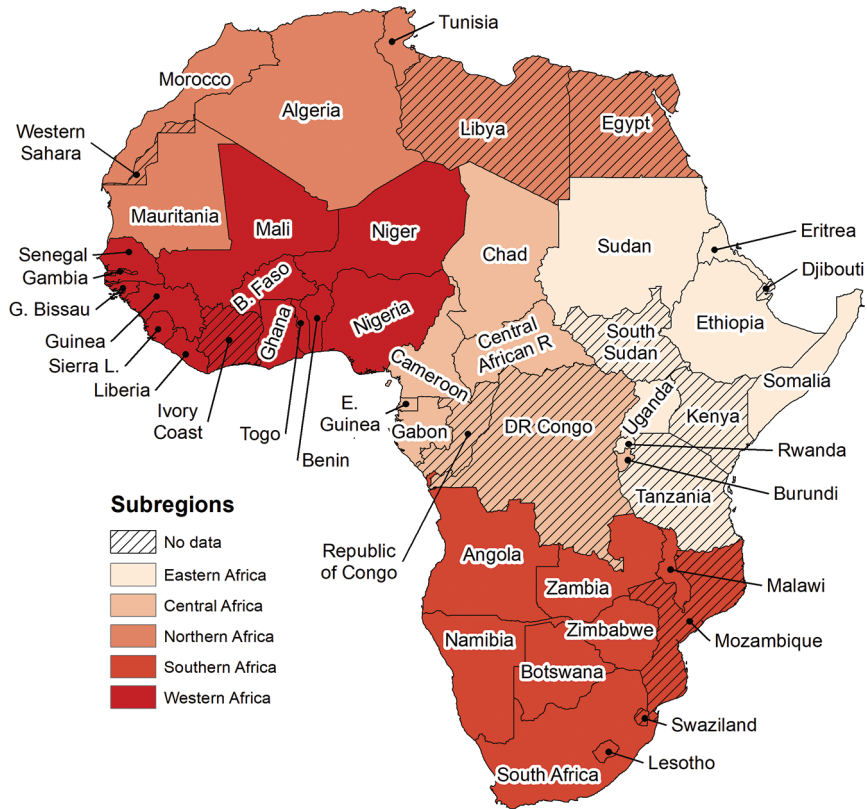 Tunisia
Morocco
Algeria
Libya
Egypt
Western
Sahara
Mauritania
Mali
Niger
Chad
Sudan
Eritrea
Djibouti
Senegal
Gambia
G. Bissau
Guinea
Sierra L.
Liberia
Ivory
Coast
B. Faso
Ghana
Togo
Benin
Nigeria
Cameroon
Central
African R
South
Sudan
Ethiopia
Somalia
E.
Guinea
Gabon
DR Congo
Uganda
Kenya
Rwanda
Burundi
Tanzania
Republic
of Congo
Angola
Zambia
Malawi
Mozambique
Namibia
Zimbabwe
Botswana
Swaziland
Lesotho
South Africa
Subregions
No data
Eastern Africa
Central Africa
Northern Africa
Southern Africa
Western Africa